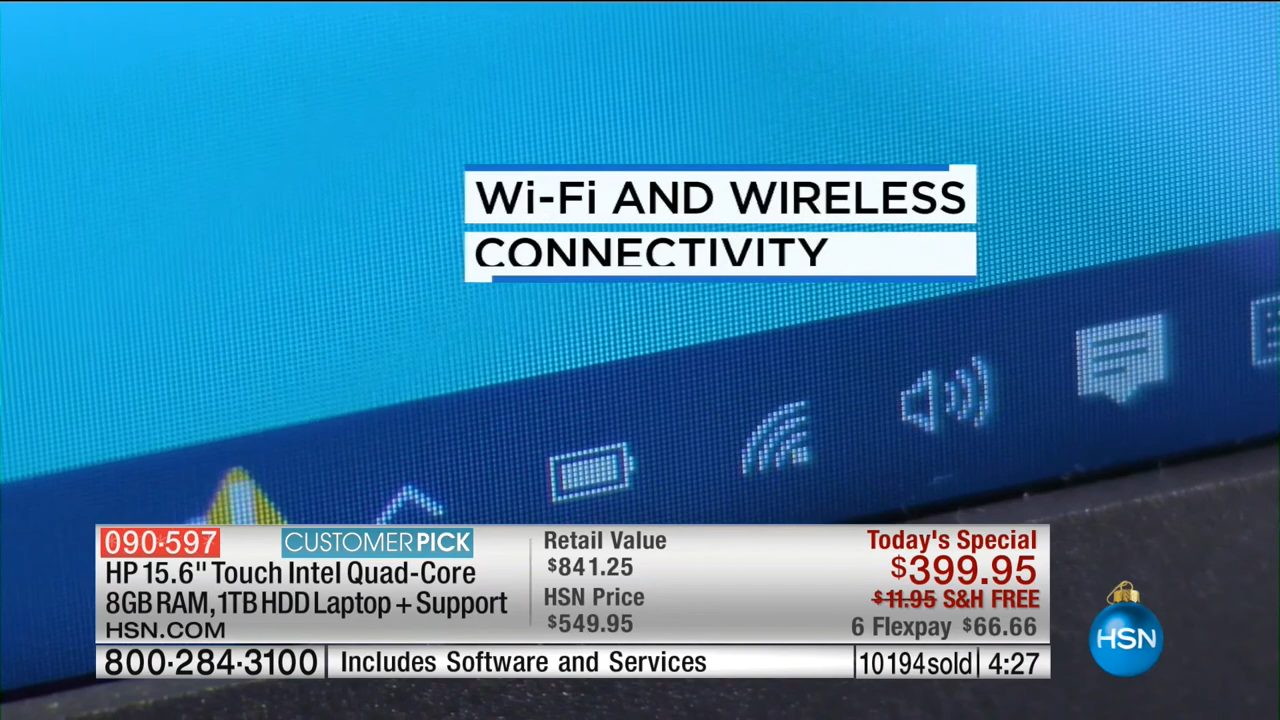 Wi-Fi AND WIRELESS
CONNECTIVITY
090-597 CUSTOMERPICK
HP 15.6" Touch Intel Quad-Core
8GB RAM, 1TB HDD Laptop + Support
HSN.COM
Retail Value
$841.25
HSN Price
$549.95
Today's Special
$399.95
$11.95 S&H FREE
6 Flexpay $66.66
HSN
800-284-3100 Includes Software and Services 10194 sold 4:27